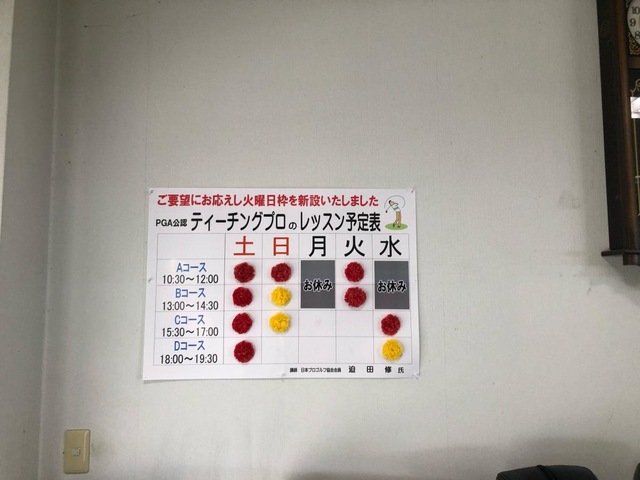 ご要望にお応えし火曜日枠を新設いたしました
PGA公認 ティーチングプロのレッスン予定表
土 日 月 火 水
Aコース
10:30～12:00
お休み お休み
Bコース
13:00～14:30
Cコース
15:30～17:00
Dコース
18:00～19:30
講師 日本プロゴルフ協会会員 迫田 修 氏
10
9
8